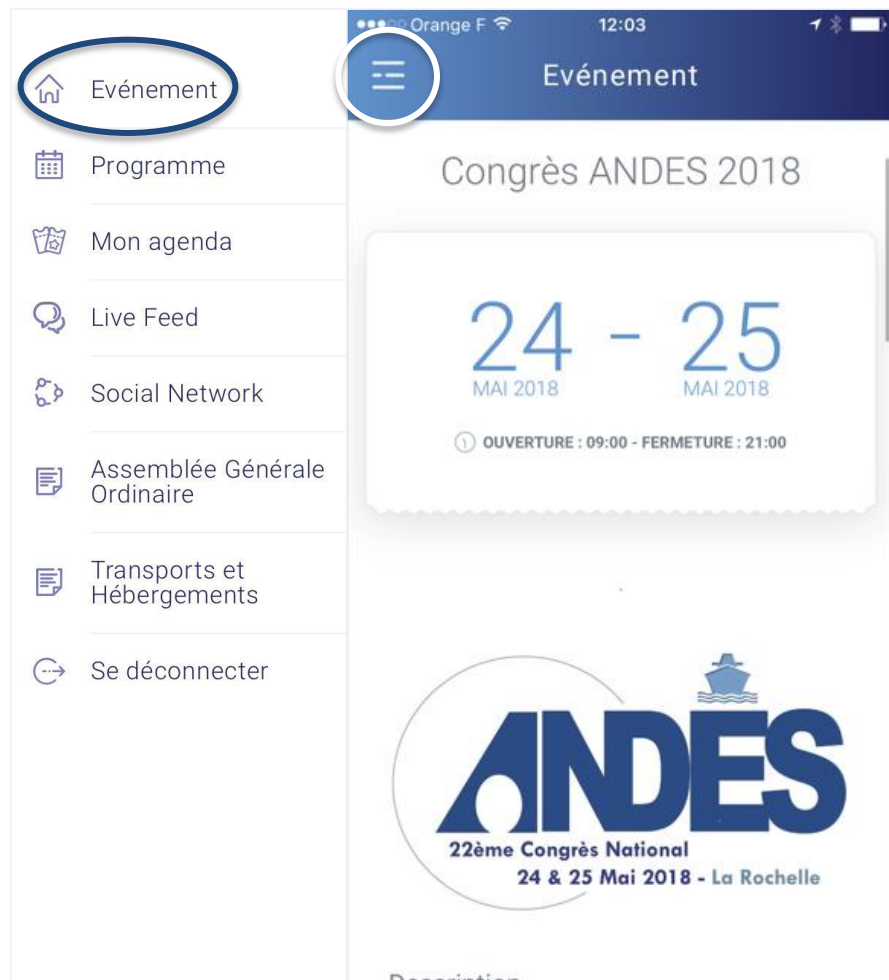 Evénement
Programme
Mon agenda
Live Feed
Social Network
Assemblée Générale
Ordinaire
Transports et
Hébergements
Se déconnecter
Orange F 12:03
Evénement
Congrès ANDES 2018
24 - 25
MAI 2018 MAI 2018
OUVERTURE : 09:00 - FERMETURE : 21:00
ANDES
22ème Congrès National
24 & 25 Mai 2018 - La Rochelle
Description